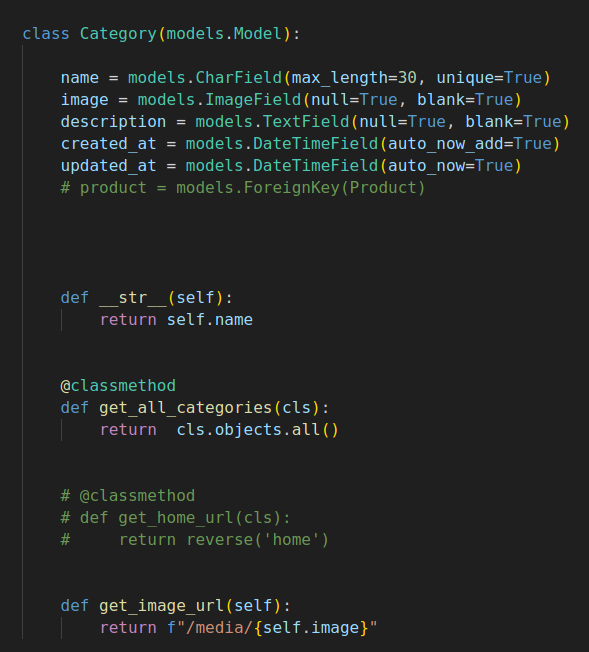 class Category(models.Model):
name = models.CharField(max_length=30, unique=True)
image = models.ImageField(null=True, blank=True)
description = models.TextField(null=True, blank=True)
created_at = models.DateTimeField(auto_now_add=True)
updated_at = models.DateTimeField(auto_now=True)
# product = models.ForeignKey(Product)
def __str__(self):
return self.name
@classmethod
def get_all_categories(cls):
return  cls.objects.all()
# @classmethod
# def get_home_url(cls):
#     return reverse('home')
def get_image_url(self):
return f"/media/{self.image}"